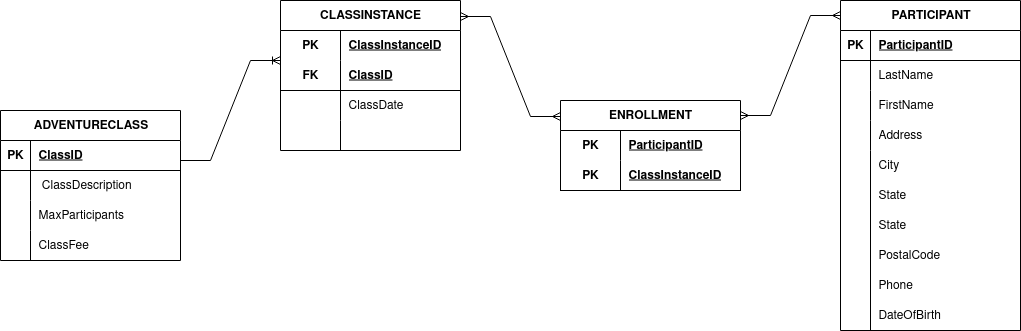 CLASSINSTANCE
PK ClassInstanceID
FK ClassID
ClassDate
ADVENTURECLASS
PK ClassID
ClassDescription
MaxParticipants
ClassFee
ENROLLMENT
PK ParticipantID
PK ClassInstanceID
PARTICIPANT
PK ParticipantID
LastName
FirstName
Address
City
State
State
PostalCode
Phone
DateOfBirth